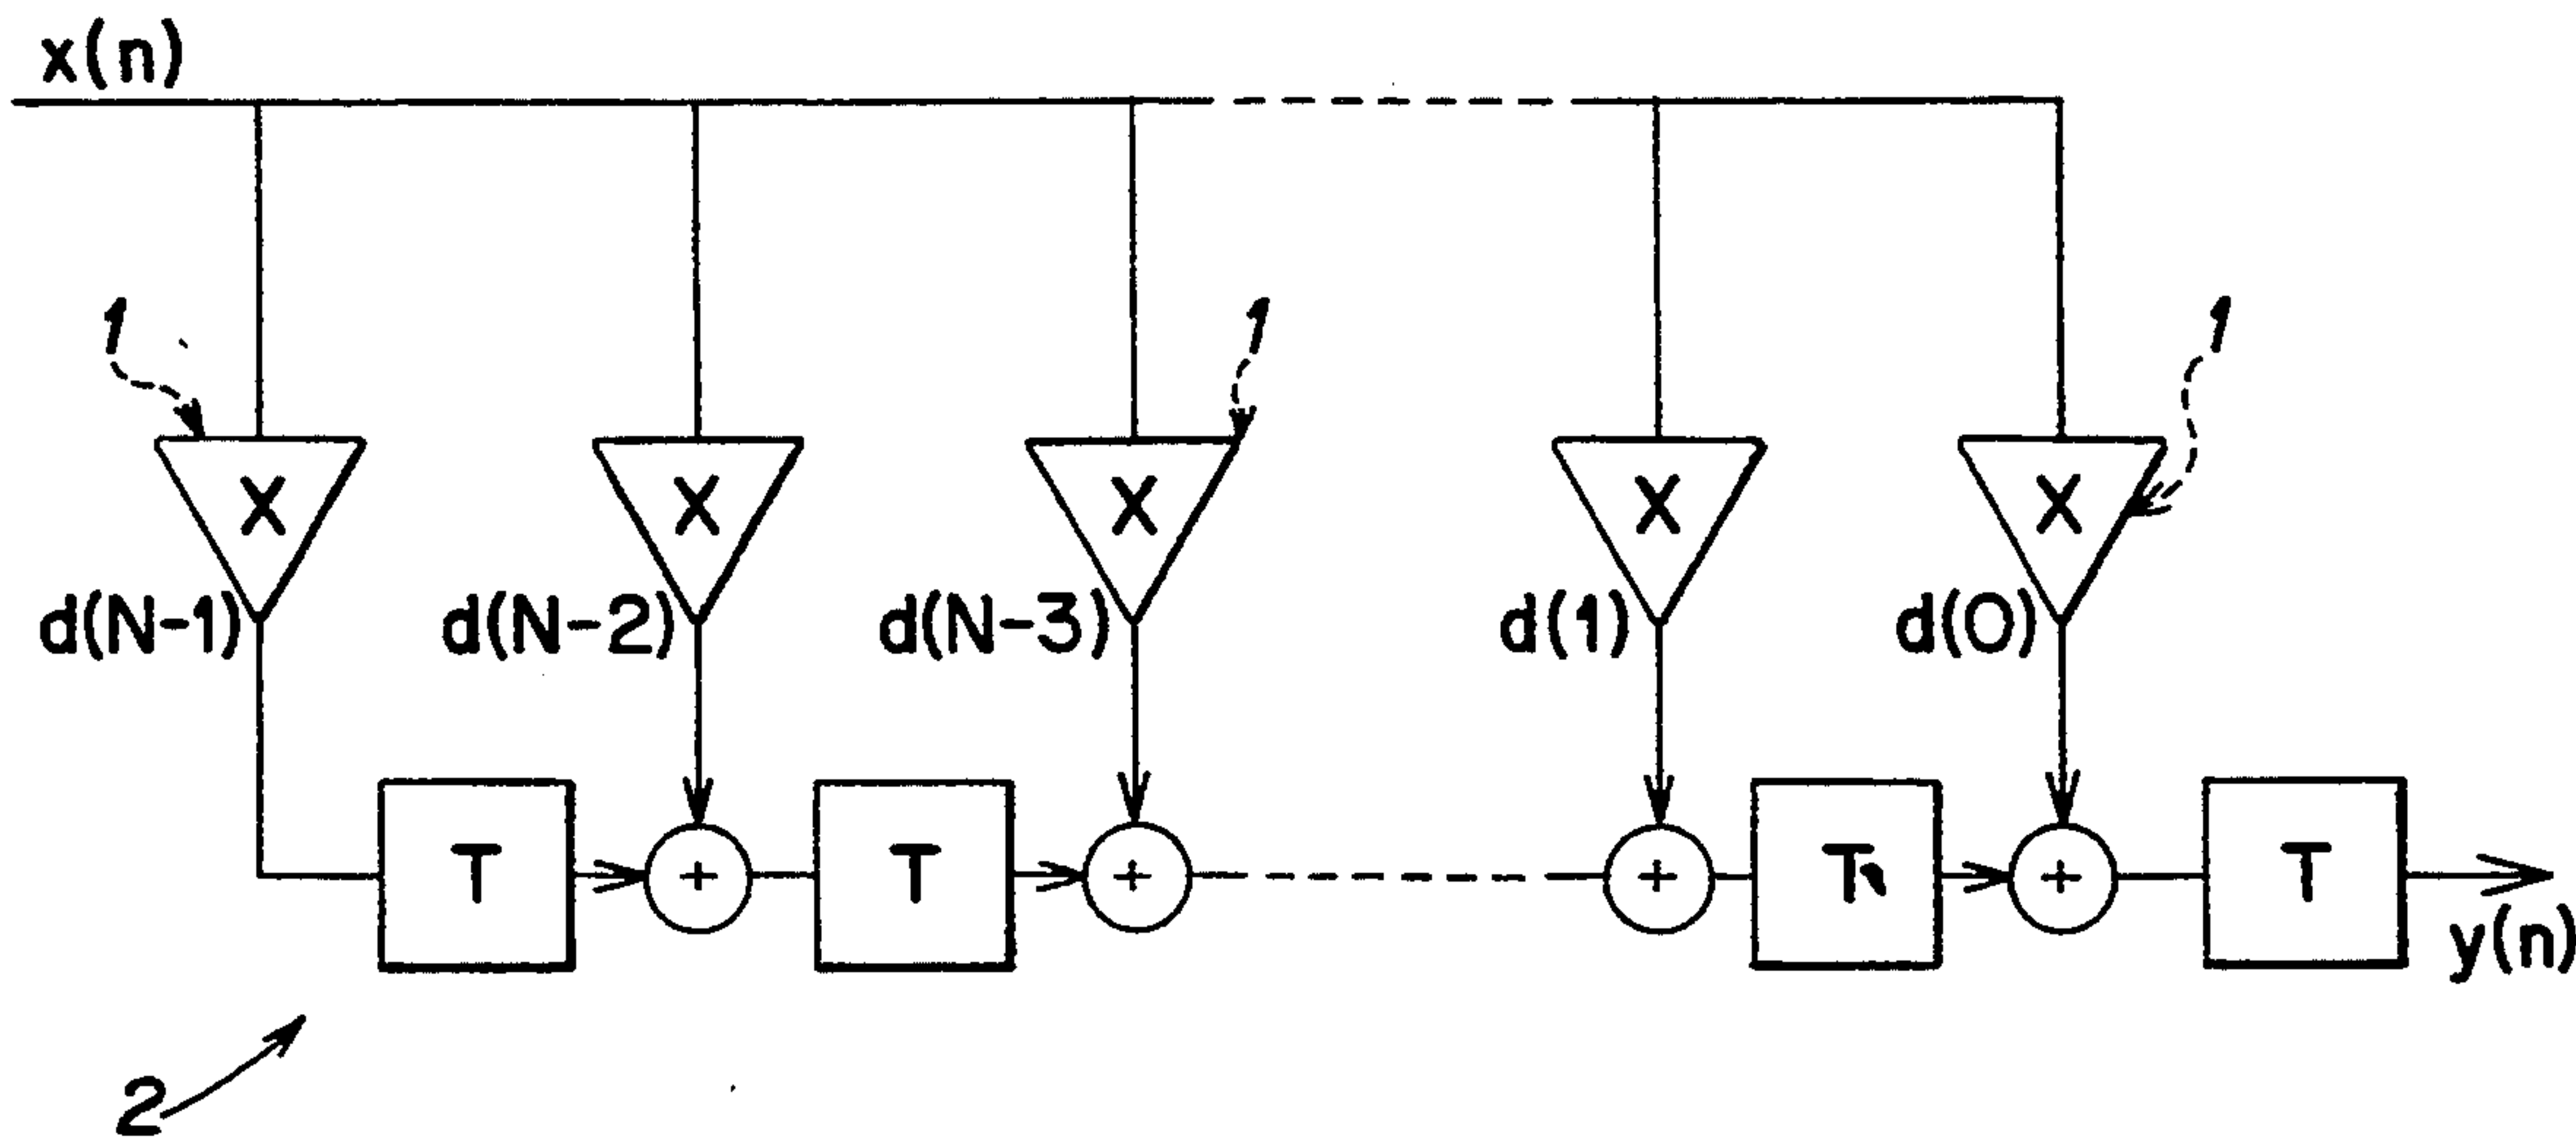 x(n)
1 1 1
X X X X X
d(N-1) d(N-2) d(N-3) d(1) d(0)
T + T + + T + T
y(n)
2